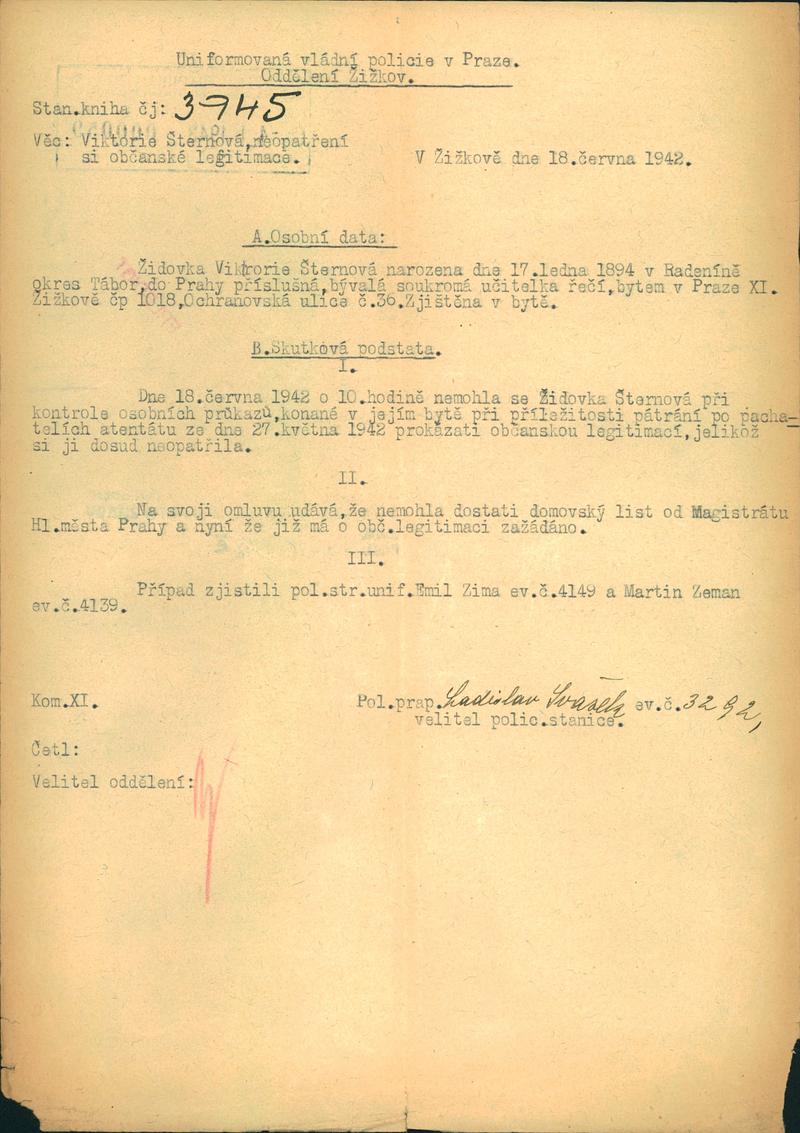 Uniformovaná vládní policie v Praze.
Oddělení Žižkov.
Stan.kniha čj: 3945
Věc: Viktorie Šternová,neopatření
si občanské legitimace.
V Žižkově dne 18.června 1942.
A.Osobní data:
Židovka Viktorie Šternová narozena dne 17.ledna 1894 v Radeníně
okres Tábor,do Prahy příslušná,bývalá soukromá učitelka řečí,bytem v Praze XI.
Žižkově čp 1018,Ochranovská ulice č.36.Zjištěna v bytě.
B.Skutková podstata.
I.
Dne 18.června 1942 o 10.hodině nemohla se Židovka Šternová při
kontrole osobních průkazů,konané v jejím bytě při příležitosti pátrání po pacha-
telích atentátu ze dne 27.května 1942 prokázati občanskou legitimací,jelikož
si ji dosud neopatřila.
II.
Na svoji omluvu udává,že nemohla dostati domovský list od Magistrátu
Hl.města Prahy a nyní že již má o obč.legitimaci zažádáno.
III.
Případ zjistili pol.str.unif.Emil Zima ev.č.4149 a Martin Zeman
ev.č.4139.
Kom.XI.
Pol.prap.Ladislav Svašek ev.č.3292,
velitel polic.stanice.
Četl:
Velitel oddělení: